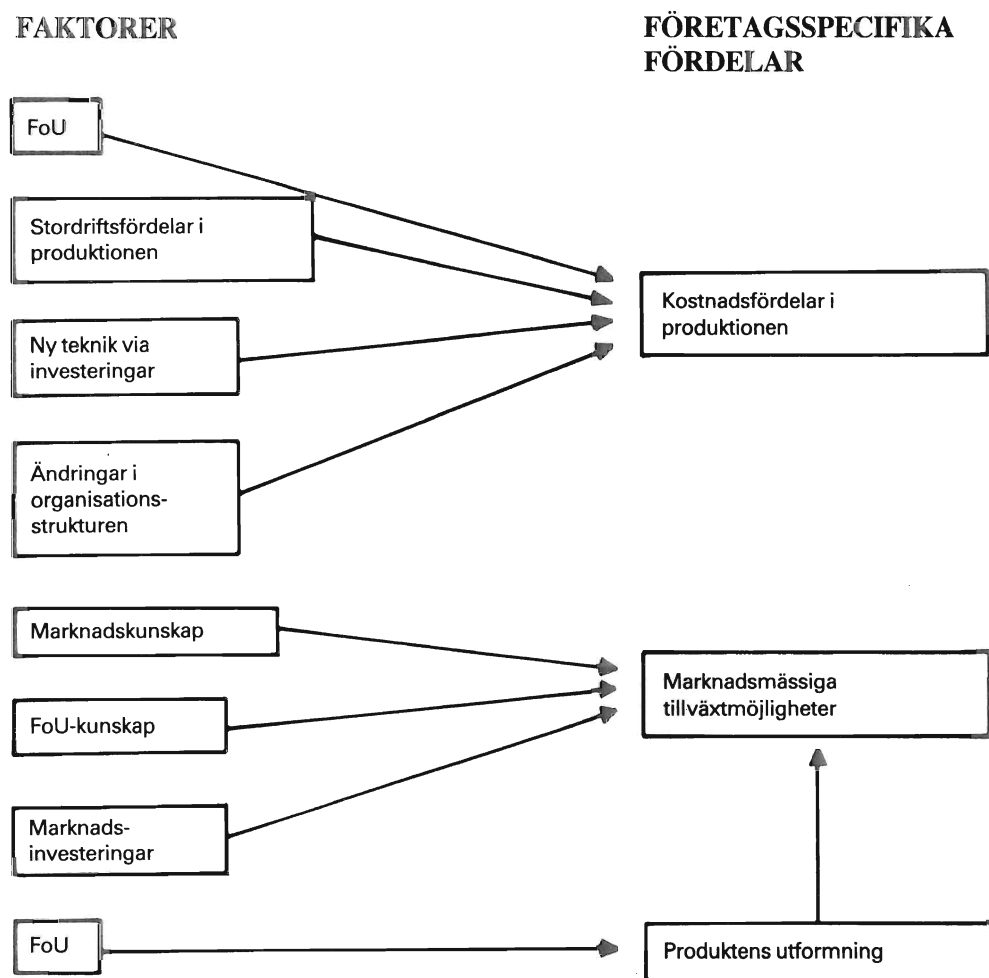 FAKTORER
FÖRETAGSSPECIFIKA
FÖRDELAR
FoU
Stordriftsfördelar i
produktionen
Ny teknik via
investeringar
Ändringar i
organisations-
strukturen
Kostnadsfördelar i
produktionen
Marknadskunskap
FoU-kunskap
Marknads-
investeringar
Marknadsmässiga
tillväxtmöjligheter
FoU
Produktens utformning